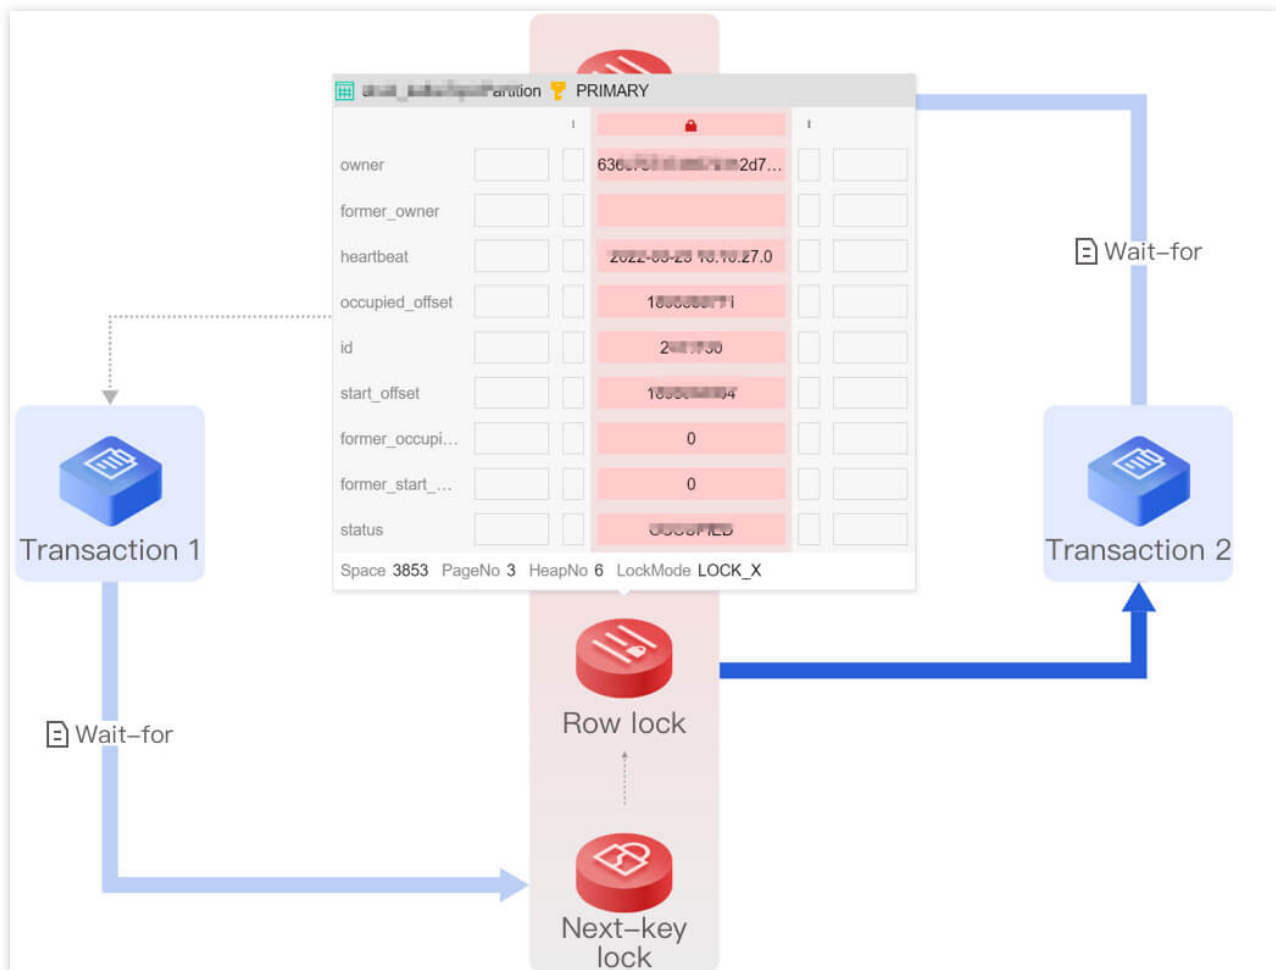 PRIMARY
owner
former_owner
heartbeat
occupied_offset
id
start_offset
former_occupi...
0
former_start_...
0
status
Space 3853 PageNo 3 HeapNo 6 LockMode LOCK_X
Wait-for
Transaction 1
Transaction 2
Row lock
Wait-for
Next-key
lock